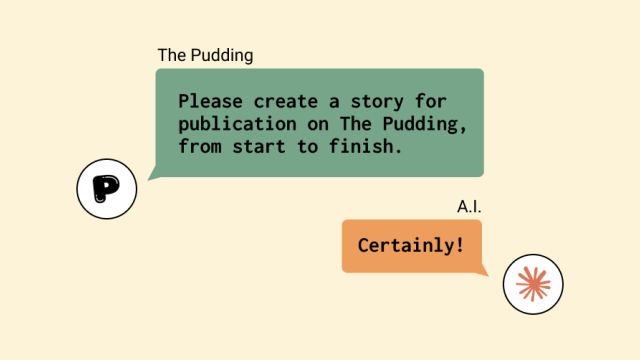 The Pudding
Please create a story for
publication on The Pudding,
from start to finish.
P
A.I.
Certainly!